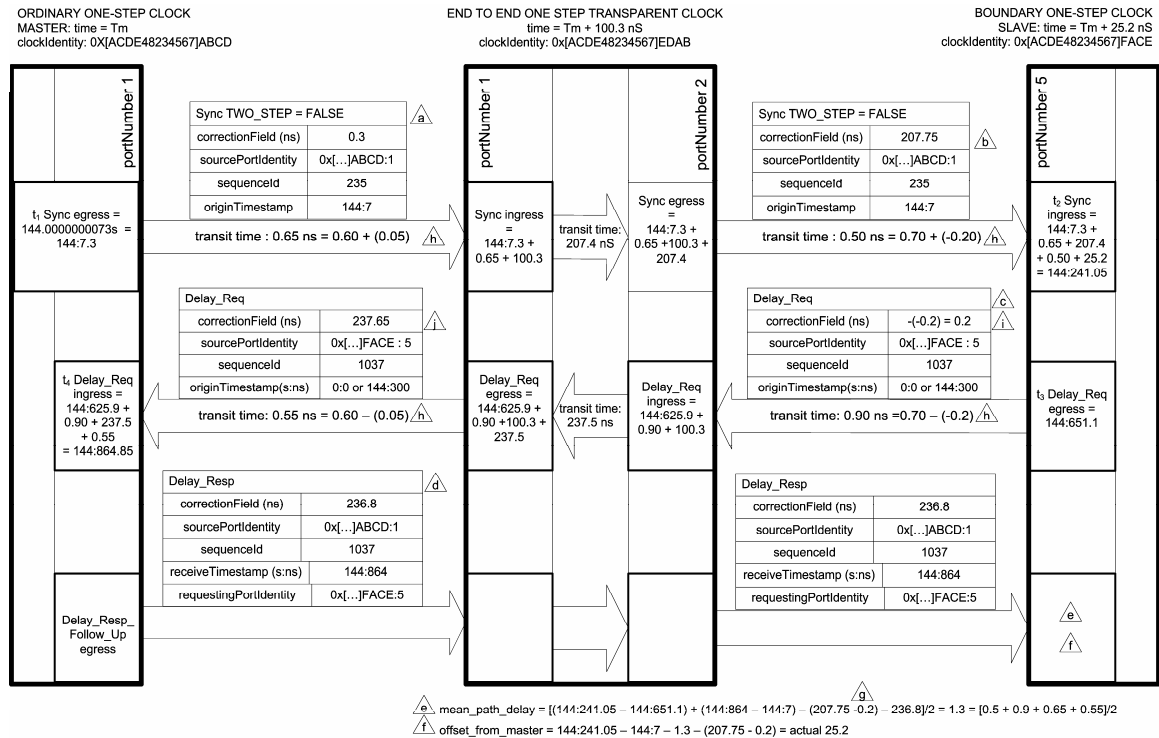 ORDINARY ONE-STEP CLOCK
MASTER: time = Tm
clockIdentity: 0X[ACDE48234567]ABCD
END TO END ONE STEP TRANSPARENT CLOCK
time = Tm + 100.3 nS
clockIdentity: 0x[ACDE48234567]EDAB
BOUNDARY ONE-STEP CLOCK
SLAVE: time = Tm + 25.2 nS
clockIdentity: 0x[ACDE48234567]FACE
portNumber 1
portNumber 1
portNumber 2
portNumber 5
Sync TWO_STEP = FALSE
a
correctionField (ns) 0.3
sourcePortIdentity 0x[...]ABCD:1
sequenceId 235
originTimestamp 144:7
Sync TWO_STEP = FALSE
correctionField (ns) 207.75
b
sourcePortIdentity 0x[...]ABCD:1
sequenceId 235
originTimestamp 144:7
t₁ Sync egress =
144.0000000073s =
144:7.3
transit time : 0.65 ns = 0.60 + (0.05)
h
Sync ingress
=
144:7.3 +
0.65 + 100.3
transit time:
207.4 nS
Sync egress
=
144:7.3 +
0.65 +100.3 +
207.4
transit time : 0.50 ns = 0.70 + (-0.20)
h
t₂ Sync
ingress =
144:7.3 +
0.65 + 207.4
+ 0.50 + 25.2
= 144:241.05
Delay_Req
correctionField (ns) 237.65
j
sourcePortIdentity 0x[...]FACE : 5
sequenceId 1037
originTimestamp(s:ns) 0:0 or 144:300
Delay_Req
c
correctionField (ns) -(-0.2) = 0.2
i
sourcePortIdentity 0x[...]FACE : 5
sequenceId 1037
originTimestamp(s:ns) 0:0 or 144:300
t₄ Delay_Req
ingress =
144:625.9 +
0.90 + 237.5
+ 0.55
= 144:864.85
transit time: 0.55 ns = 0.60 – (0.05)
h
Delay_Req
egress =
144:625.9 +
0.90 +100.3 +
237.5
transit time:
237.5 ns
Delay_Req
ingress =
144:625.9 +
0.90 + 100.3
transit time: 0.90 ns =0.70 – (-0.2)
h
t₃ Delay_Req
egress =
144:651.1
Delay_Resp
d
correctionField (ns) 236.8
sourcePortIdentity 0x[...]ABCD:1
sequenceId 1037
receiveTimestamp (s:ns) 144:864
requestingPortIdentity 0x[...]FACE:5
Delay_Resp
correctionField (ns) 236.8
sourcePortIdentity 0x[...]ABCD:1
sequenceId 1037
receiveTimestamp (s:ns) 144:864
requestingPortIdentity 0x[...]FACE:5
Delay_Resp_
Follow_Up
egress
e
f
g
e mean_path_delay = [(144:241.05 – 144:651.1) + (144:864 – 144:7) – (207.75 -0.2) – 236.8]/2 = 1.3 = [0.5 + 0.9 + 0.65 + 0.55]/2
f offset_from_master = 144:241.05 – 144:7 – 1.3 – (207.75 - 0.2) = actual 25.2